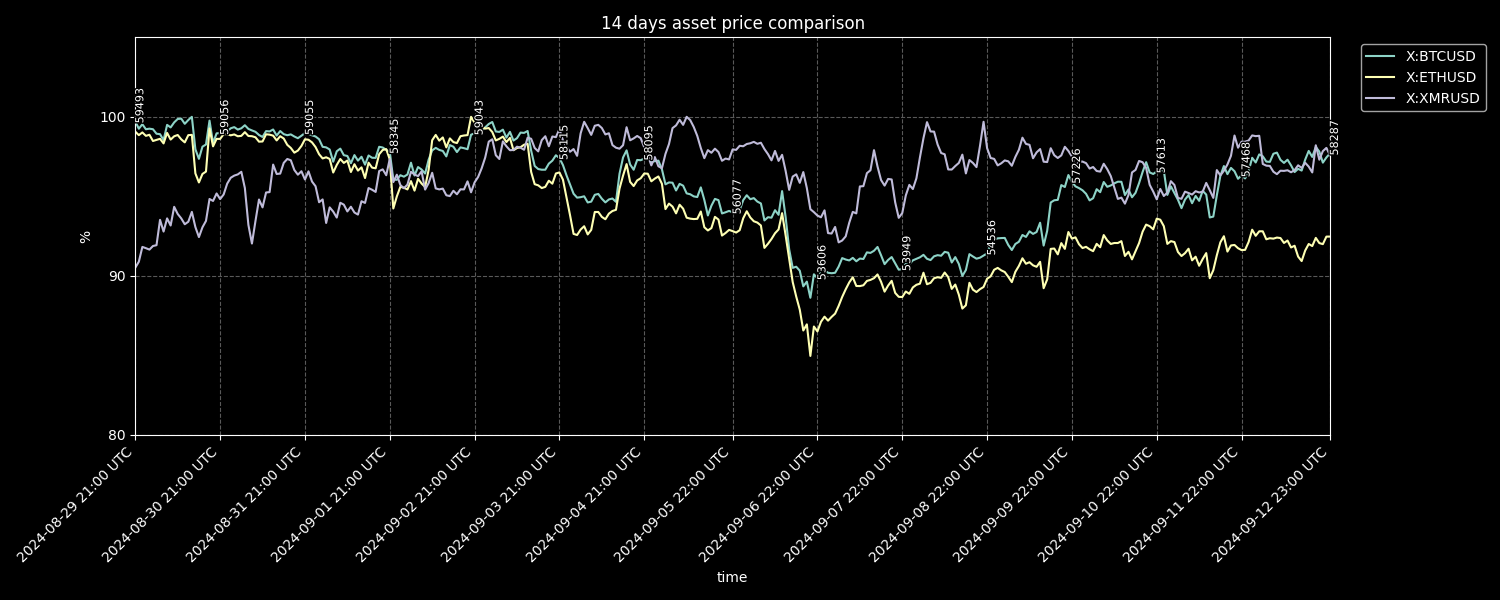 14 days asset price comparison
X:BTCUSD
X:ETHUSD
X:XMRUSD
%
100
90
80
59493
59056
59055
58345
59043
58115
58095
56077
53606
53949
54536
57226
57613
57468
58287
2024-08-29 21:00 UTC
2024-08-30 21:00 UTC
2024-08-31 21:00 UTC
2024-09-01 21:00 UTC
2024-09-02 21:00 UTC
2024-09-03 21:00 UTC
2024-09-04 21:00 UTC
2024-09-05 22:00 UTC
2024-09-06 22:00 UTC
2024-09-07 22:00 UTC
2024-09-08 22:00 UTC
2024-09-09 22:00 UTC
2024-09-10 22:00 UTC
2024-09-11 22:00 UTC
2024-09-12 23:00 UTC
time